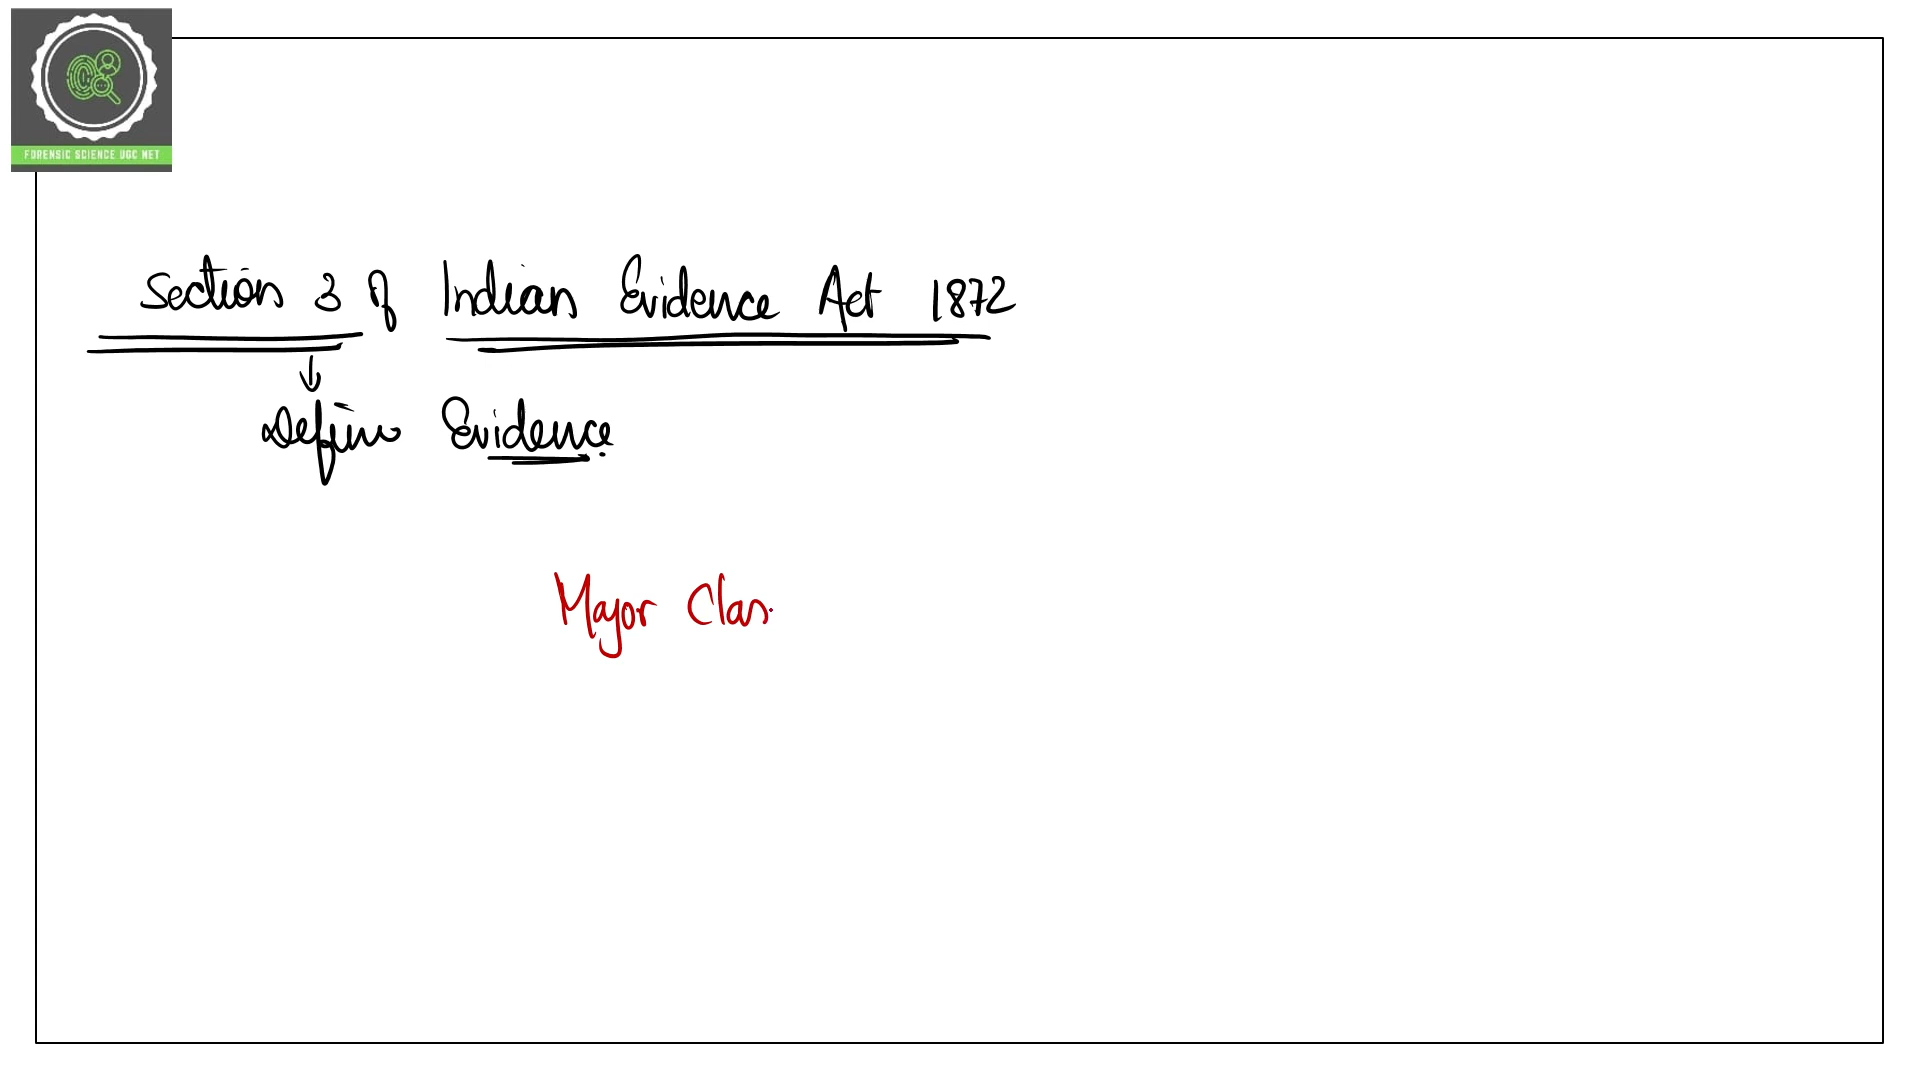 FORENSIC SCIENCE UGC NET
Section 3 of Indian Evidence Act 1872
↓
Define Evidence
Major Clas